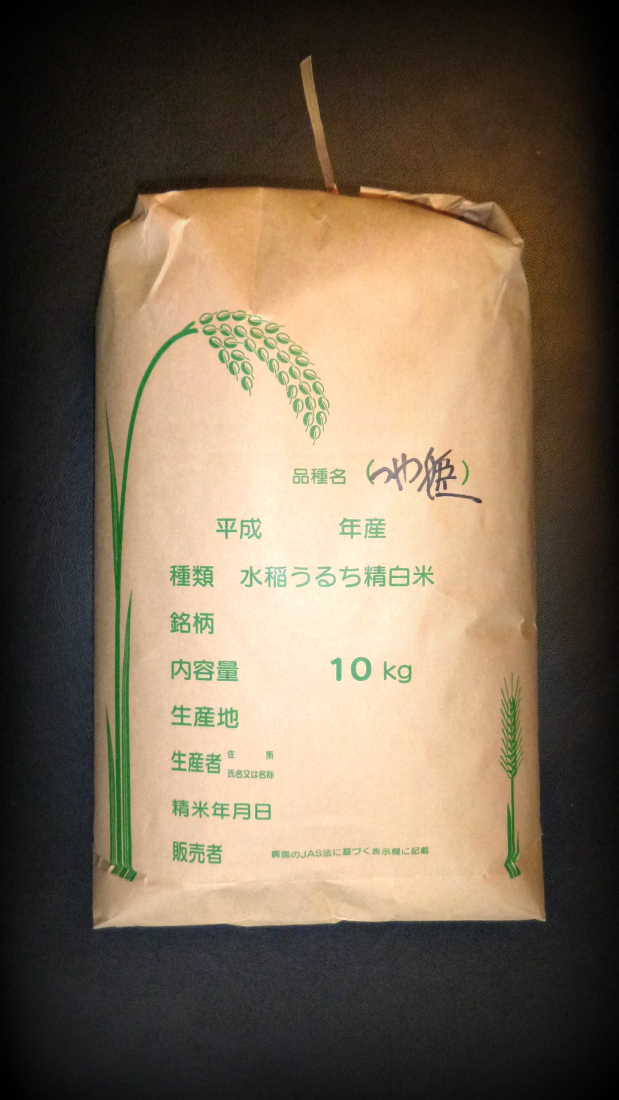 品種名（つや姫）
平成 年産
種類 水稲うるち精白米
銘柄
内容量 10 kg
生産地
生産者 住所
氏名又は名称
精米年月日
販売者 裏面のJAS法に基づく表示欄に記載